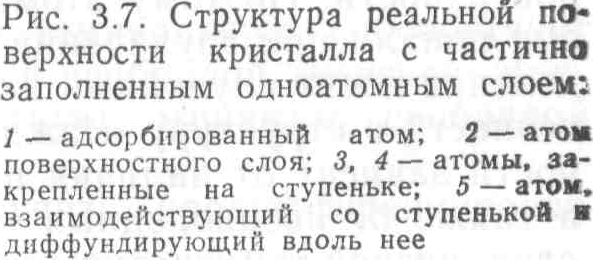 Рис. 3.7. Структура реальной по-
верхности кристалла с частично
заполненным одноатомным слоем:
1 — адсорбированный атом; 2 — атом
поверхностного слоя; 3, 4 — атомы, за-
крепленные на ступеньке; 5 — атом,
взаимодействующий со ступенькой и
диффундирующий вдоль нее